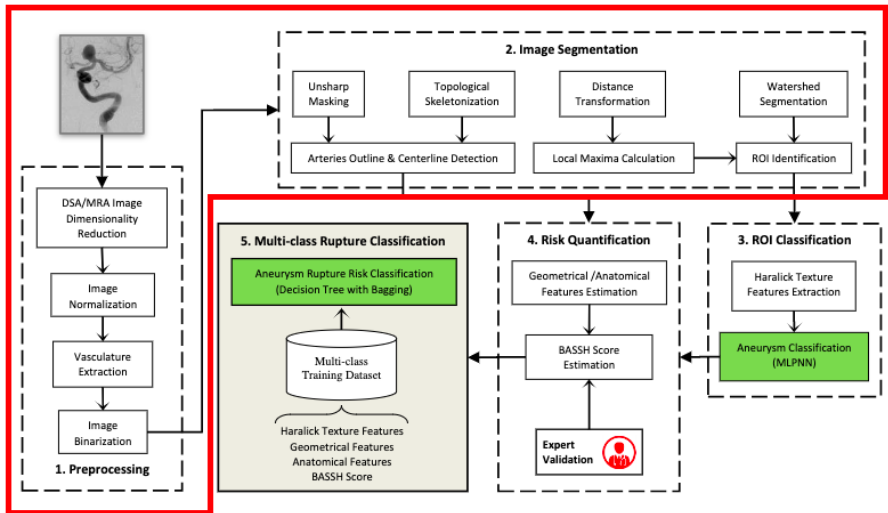 2. Image Segmentation
Unsharp
Masking
Topological
Skeletonization
Distance
Transformation
Watershed
Segmentation
Arteries Outline & Centerline Detection
Local Maxima Calculation
ROI Identification
DSA/MRA Image
Dimensionality
Reduction
Image
Normalization
Vasculature
Extraction
Image
Binarization
1. Preprocessing
5. Multi-class Rupture Classification
Aneurysm Rupture Risk Classification
(Decision Tree with Bagging)
Multi-class
Training Dataset
Haralick Texture Features
Geometrical Features
Anatomical Features
BASSH Score
4. Risk Quantification
Geometrical /Anatomical
Features Estimation
BASSH Score
Estimation
Expert
Validation
3. ROI Classification
Haralick Texture
Features Extraction
Aneurysm Classification
(MLPNN)